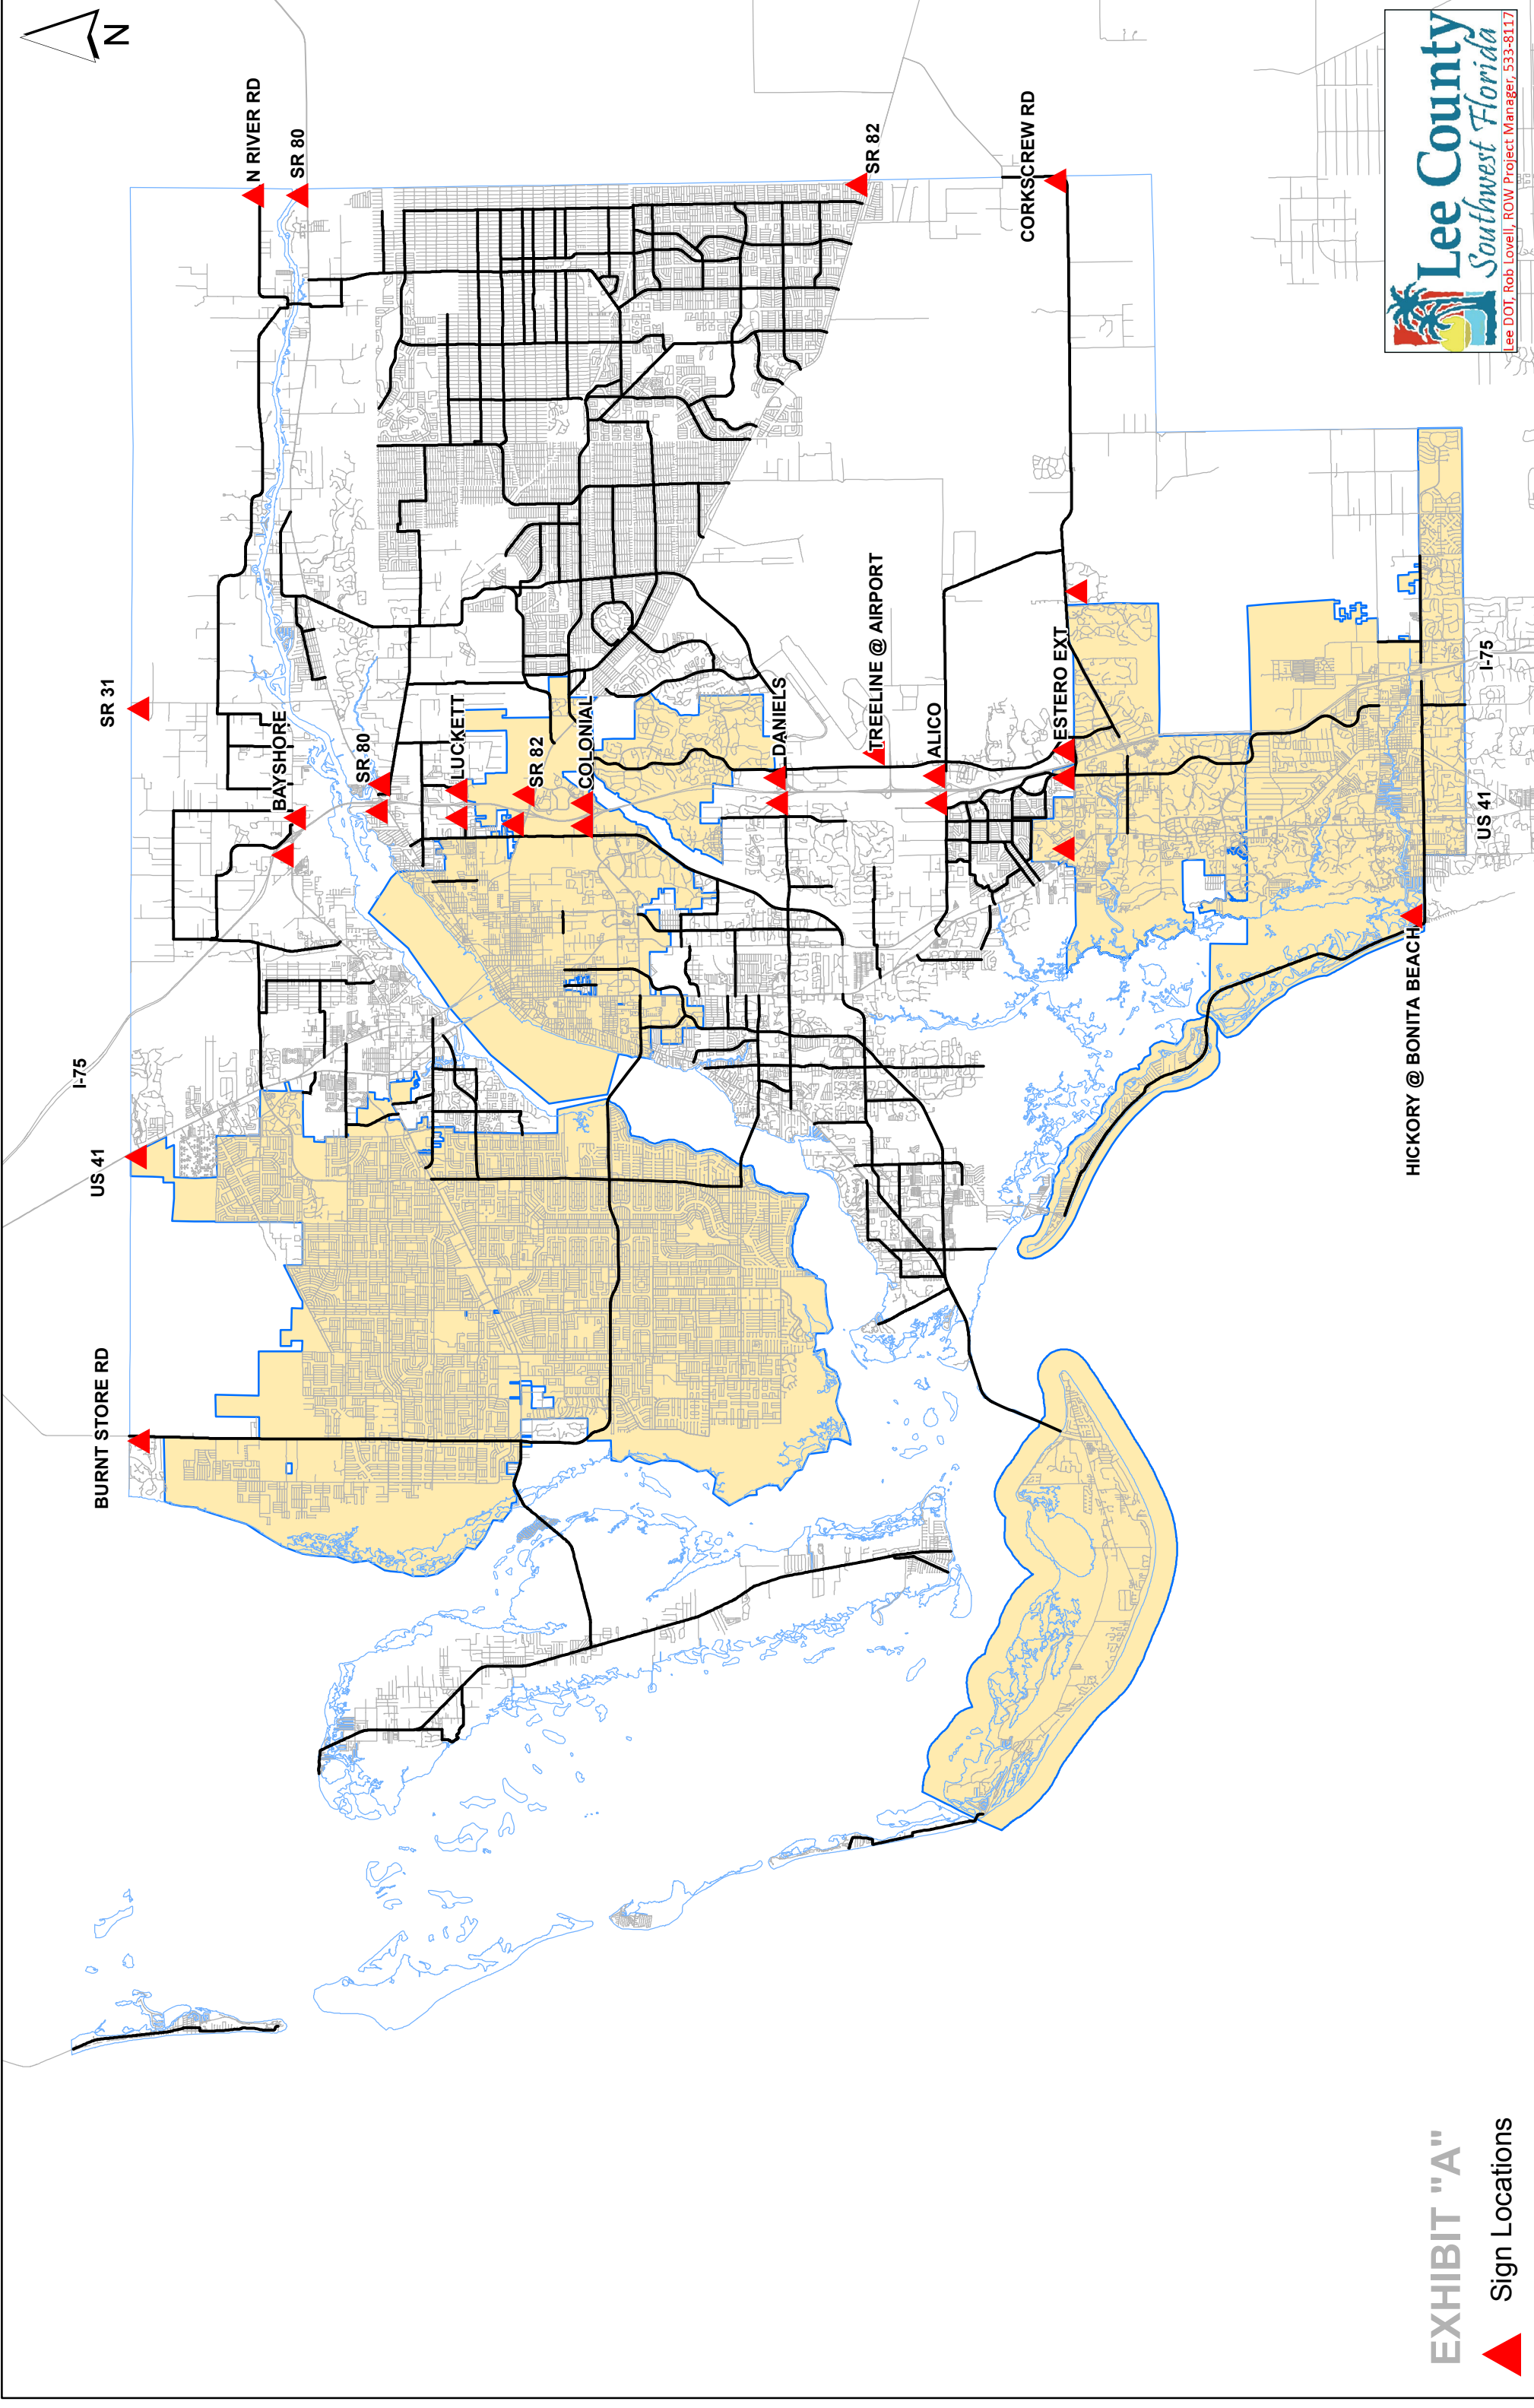 N
N RIVER RD
SR 80
SR 31
BAYSHORE
I-75
US 41
BURNT STORE RD
SR 80
LUCKETT
SR 82
COLONIAL
DANIELS
TREELINE @ AIRPORT
SR 82
ALICO
CORKSCREW RD
ESTERO EXT
HICKORY @ BONITA BEACH
US 41
I-75
Lee County
Southwest Florida
Lee DOT, Rob Lovell, ROW Project Manager, 533-8117
EXHIBIT "A"
Sign Locations